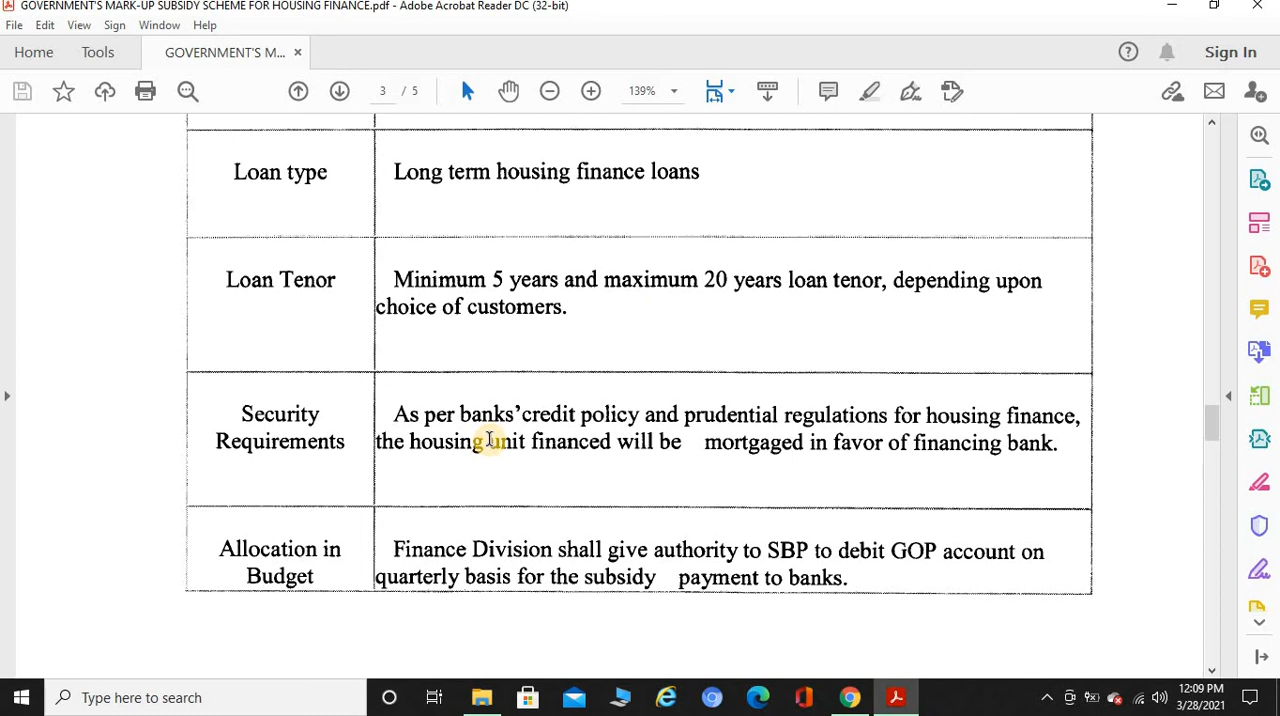 GOVERNMENT'S MARK-UP SUBSIDY SCHEME FOR HOUSING FINANCE.pdf - Adobe Acrobat Reader DC (32-bit)
File Edit View Sign Window Help
Home Tools GOVERNMENT'S M... × Sign In
3 / 5 139%
Loan type
Long term housing finance loans
Loan Tenor
Minimum 5 years and maximum 20 years loan tenor, depending upon
choice of customers.
Security
Requirements
As per banks'credit policy and prudential regulations for housing finance,
the housing unit financed will be mortgaged in favor of financing bank.
Allocation in
Budget
Finance Division shall give authority to SBP to debit GOP account on
quarterly basis for the subsidy payment to banks.
Type here to search
12:09 PM
3/28/2021